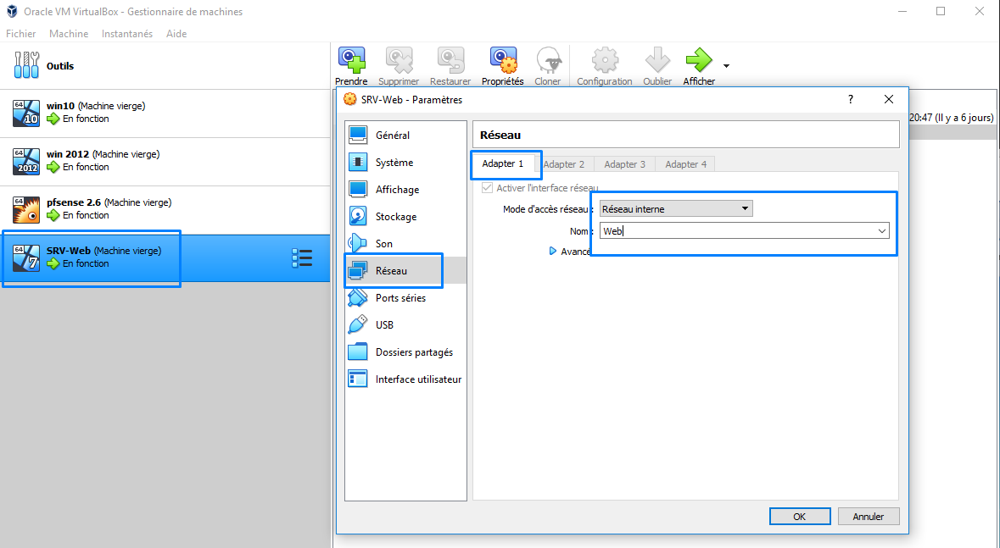 Oracle VM VirtualBox - Gestionnaire de machines
Fichier Machine Instantanés Aide
Outils
win10 (Machine vierge)
En fonction
win 2012 (Machine vierge)
En fonction
pfsense 2.6 (Machine vierge)
En fonction
SRV-Web (Machine vierge)
En fonction
64
10
64
2012
64
64
7
Prendre Supprimer Restaurer Propriétés Cloner Configuration Oublier Afficher
20:47 (Il y a 6 jours)
SRV-Web - Paramètres
?
Général
Système
Affichage
Stockage
Son
Réseau
Ports séries
USB
Dossiers partagés
Interface utilisateur
Réseau
Adapter 1 Adapter 2 Adapter 3 Adapter 4
Activer l'interface réseau
Mode d'accès réseau : Réseau interne
Nom : Web
Avancé
OK Annuler